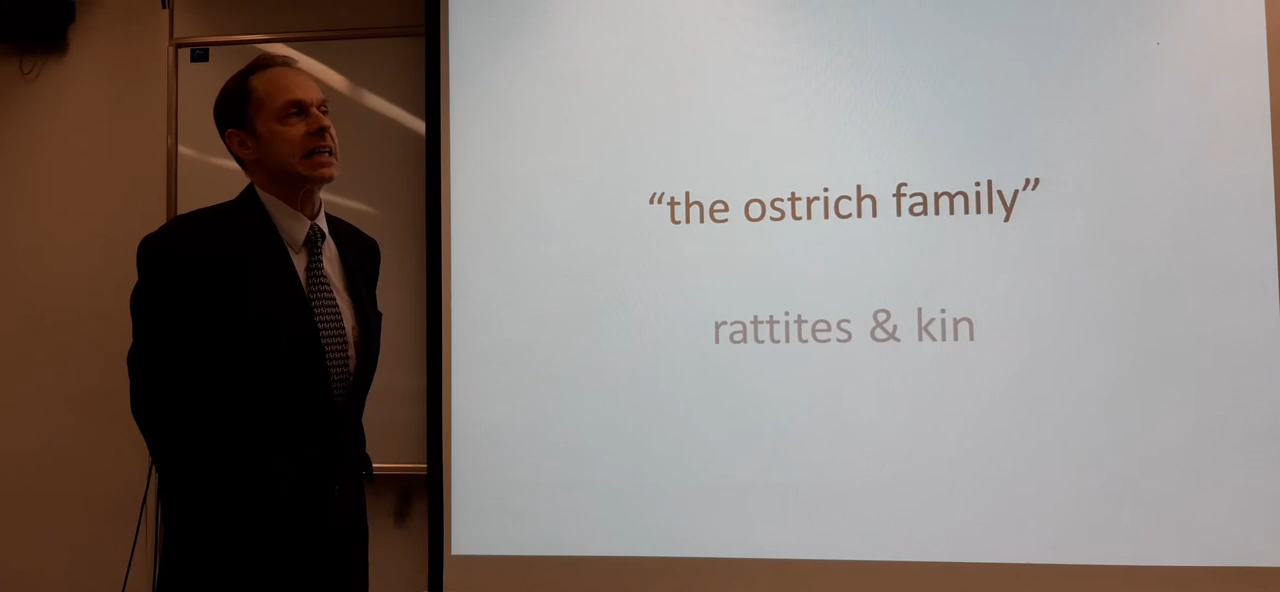 “the ostrich family”
rattites & kin